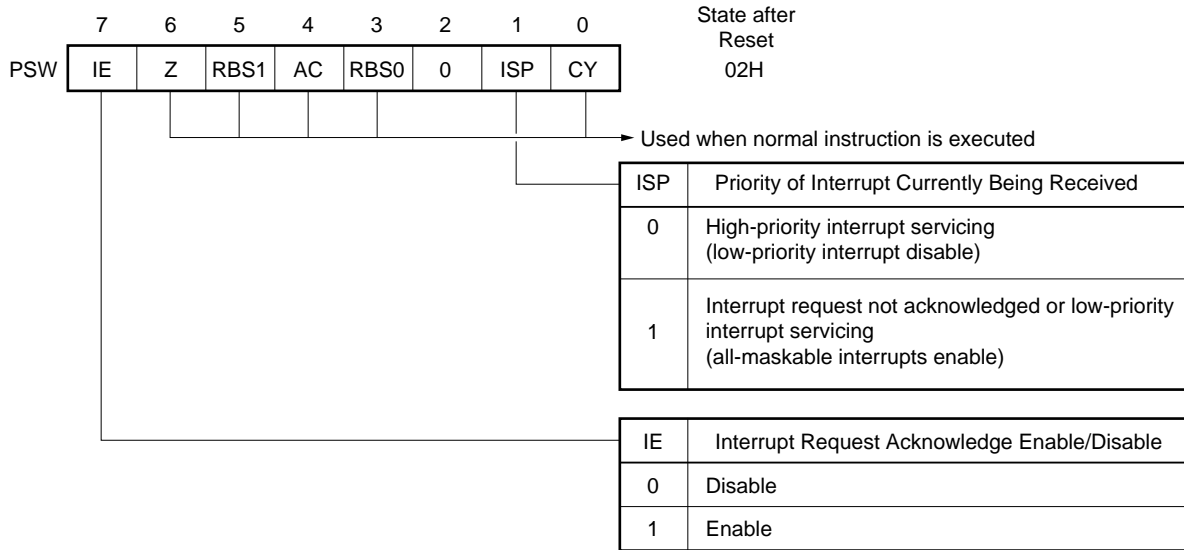 7 6 5 4 3 2 1 0
State after
Reset
PSW IE Z RBS1 AC RBS0 0 ISP CY 02H
Used when normal instruction is executed
ISP Priority of Interrupt Currently Being Received
0 High-priority interrupt servicing
(low-priority interrupt disable)
1 Interrupt request not acknowledged or low-priority
interrupt servicing
(all-maskable interrupts enable)
IE Interrupt Request Acknowledge Enable/Disable
0 Disable
1 Enable